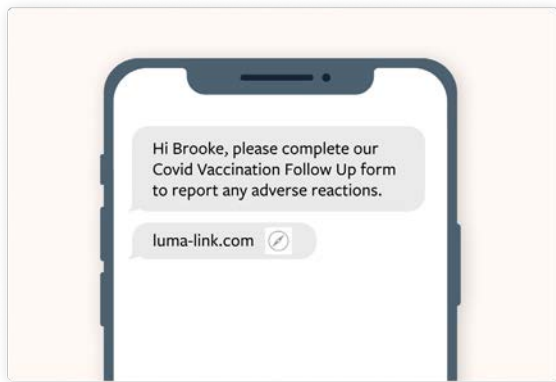 Hi Brooke, please complete our
Covid Vaccination Follow Up form
to report any adverse reactions.
luma-link.com